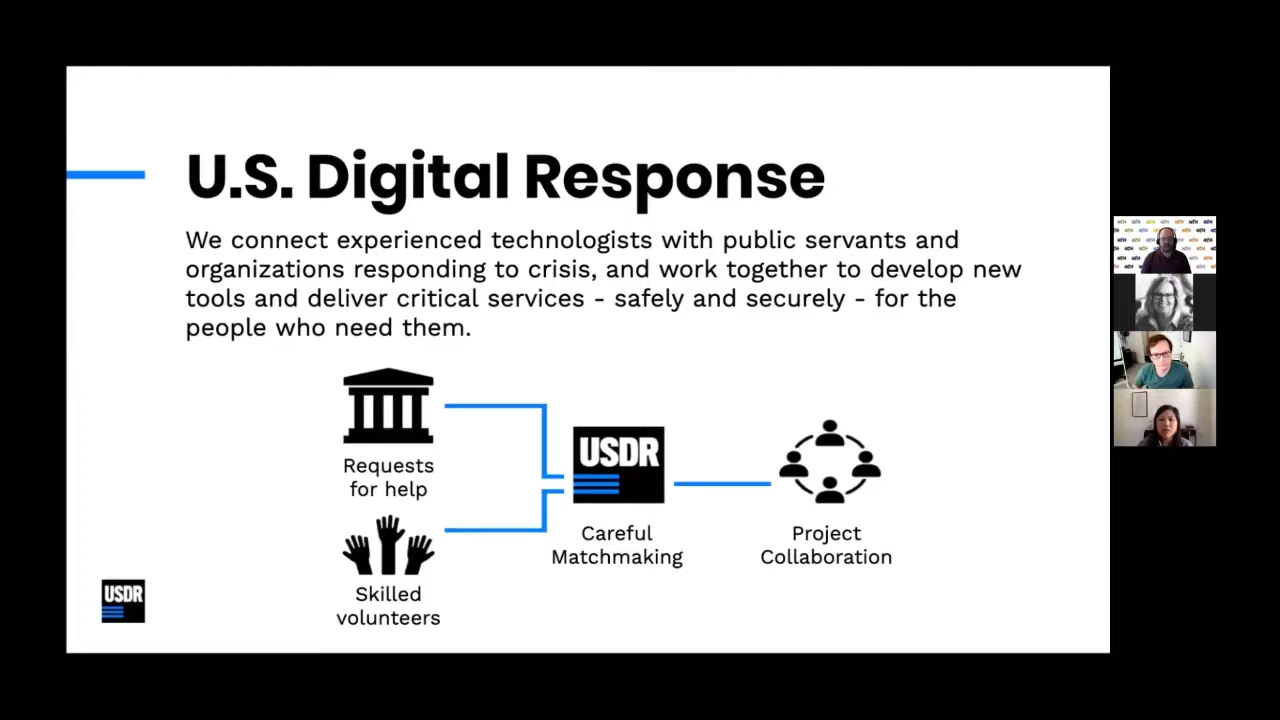 U.S. Digital Response
We connect experienced technologists with public servants and
organizations responding to crisis, and work together to develop new
tools and deliver critical services - safely and securely - for the
people who need them.
Requests
for help
USDR
Careful
Matchmaking
Project
Collaboration
Skilled
volunteers
USDR